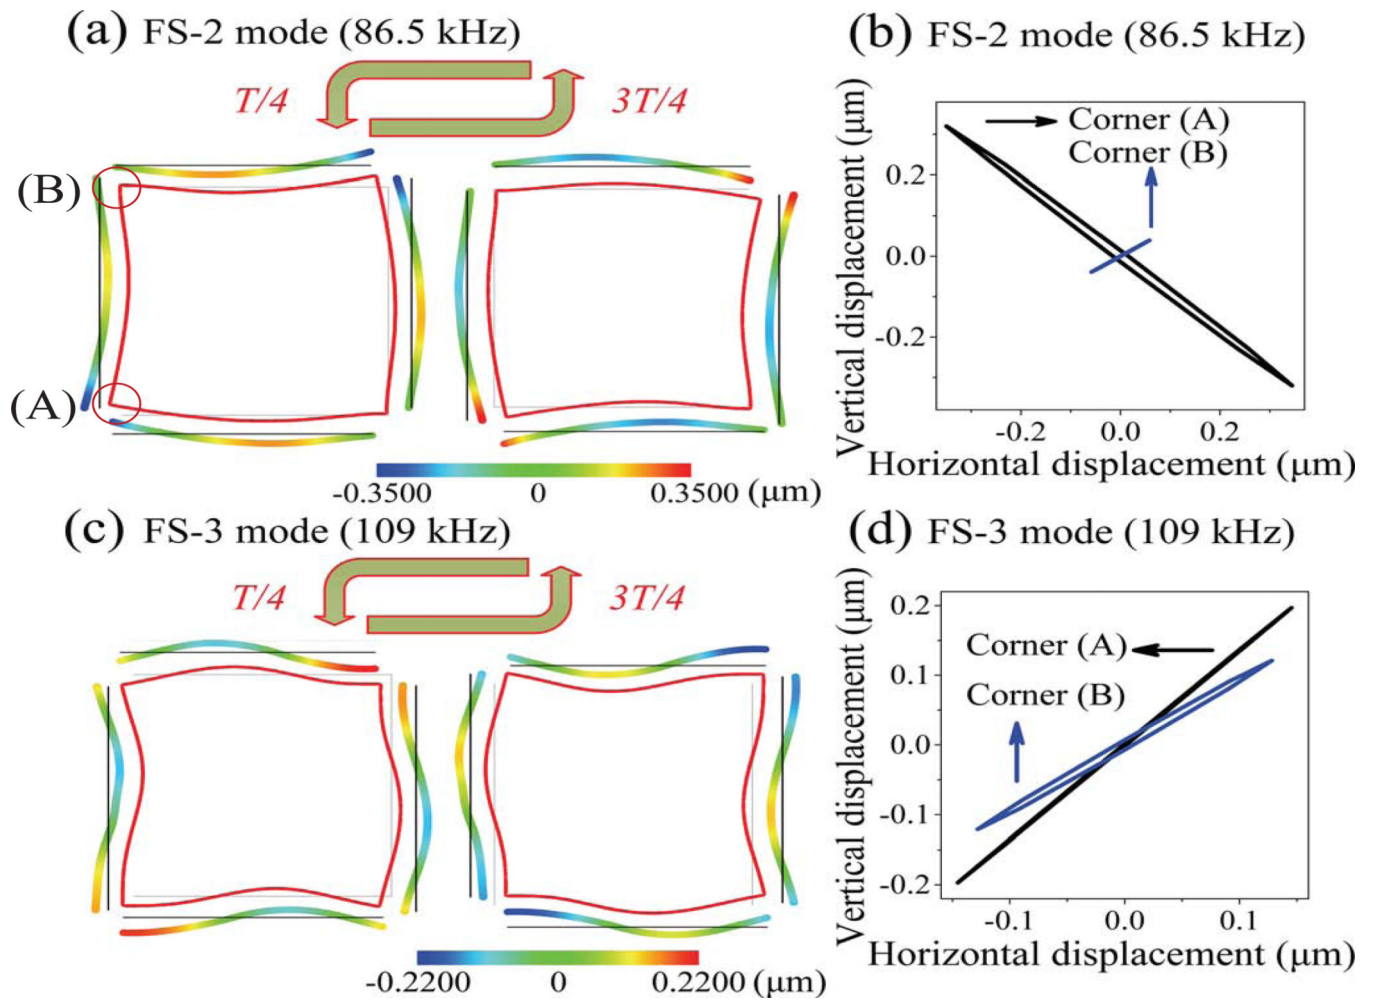 (a) FS-2 mode (86.5 kHz)
T/4
3T/4
(B)
(A)
-0.3500 0 0.3500 (μm)
(b) FS-2 mode (86.5 kHz)
Vertical displacement (μm)
0.2
0.0
-0.2
Corner (A)
Corner (B)
-0.2 0.0 0.2
Horizontal displacement (μm)
(c) FS-3 mode (109 kHz)
T/4
3T/4
-0.2200 0 0.2200 (μm)
(d) FS-3 mode (109 kHz)
Vertical displacement (μm)
0.2
0.1
0.0
-0.1
-0.2
Corner (A)
Corner (B)
-0.1 0.0 0.1
Horizontal displacement (μm)